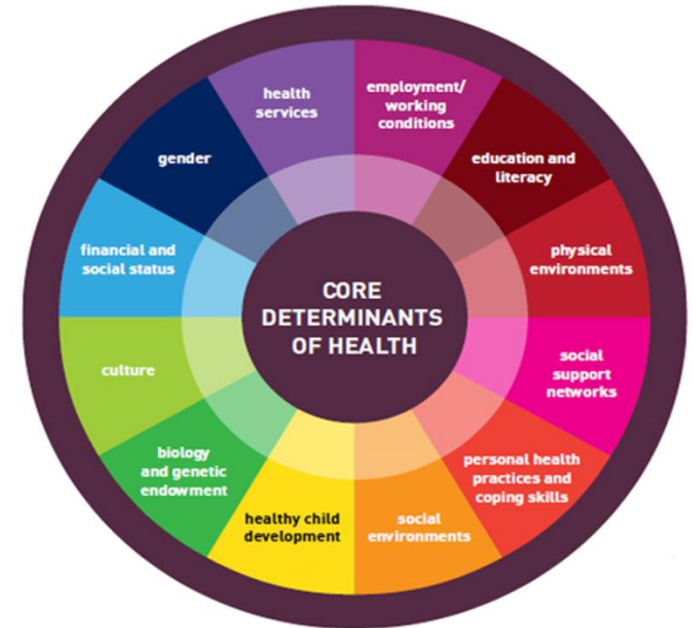 CORE
DETERMINANTS
OF HEALTH
health
services
employment/
working
conditions
education and
literacy
physical
environments
social
support
networks
personal health
practices and
coping skills
social
environments
healthy child
development
biology
and genetic
endowment
culture
financial and
social status
gender